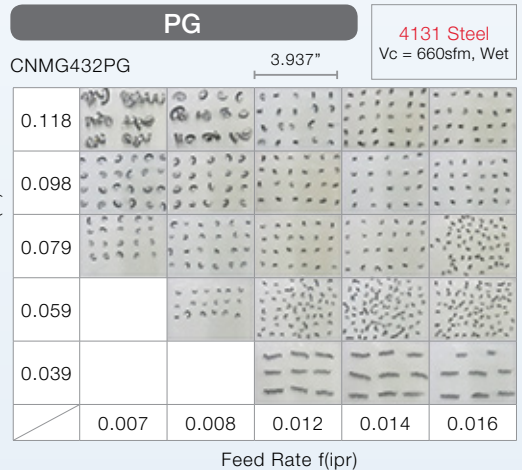 PG
4131 Steel
Vc = 660sfm, Wet
CNMG432PG
3.937"
0.118
0.098
0.079
0.059
0.039
0.007 0.008 0.012 0.014 0.016
Feed Rate f(ipr)